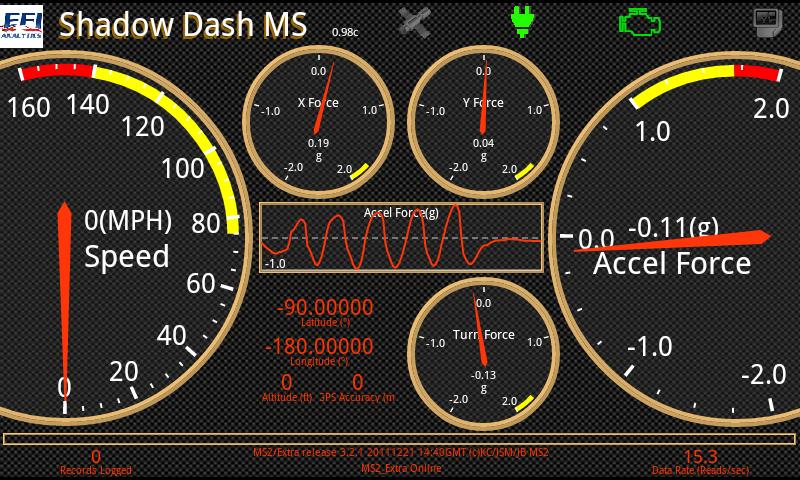 EFI
ANALYTICS
Shadow Dash MS
0.98c
160
140
120
100
80
60
40
20
0
0(MPH)
Speed
0.0
X Force
-1.0
1.0
0.19
g
-2.0
2.0
0.0
Y Force
-1.0
1.0
0.04
g
-2.0
2.0
Accel Force(g)
-1.0
-90.00000
Latitude (°)
-180.00000
Longitude (°)
0 0
Altitude (ft) GPS Accuracy (m
0.0
Turn Force
-1.0
1.0
-0.13
g
-2.0
2.0
2.0
1.0
0.0
-0.11(g)
Accel Force
-1.0
-2.0
0
Records Logged
MS2/Extra release 3.2.1 20111221 14:40GMT (c)KC/JSM/JB MS2
MS2_Extra Online
15.3
Data Rate (Reads/sec)